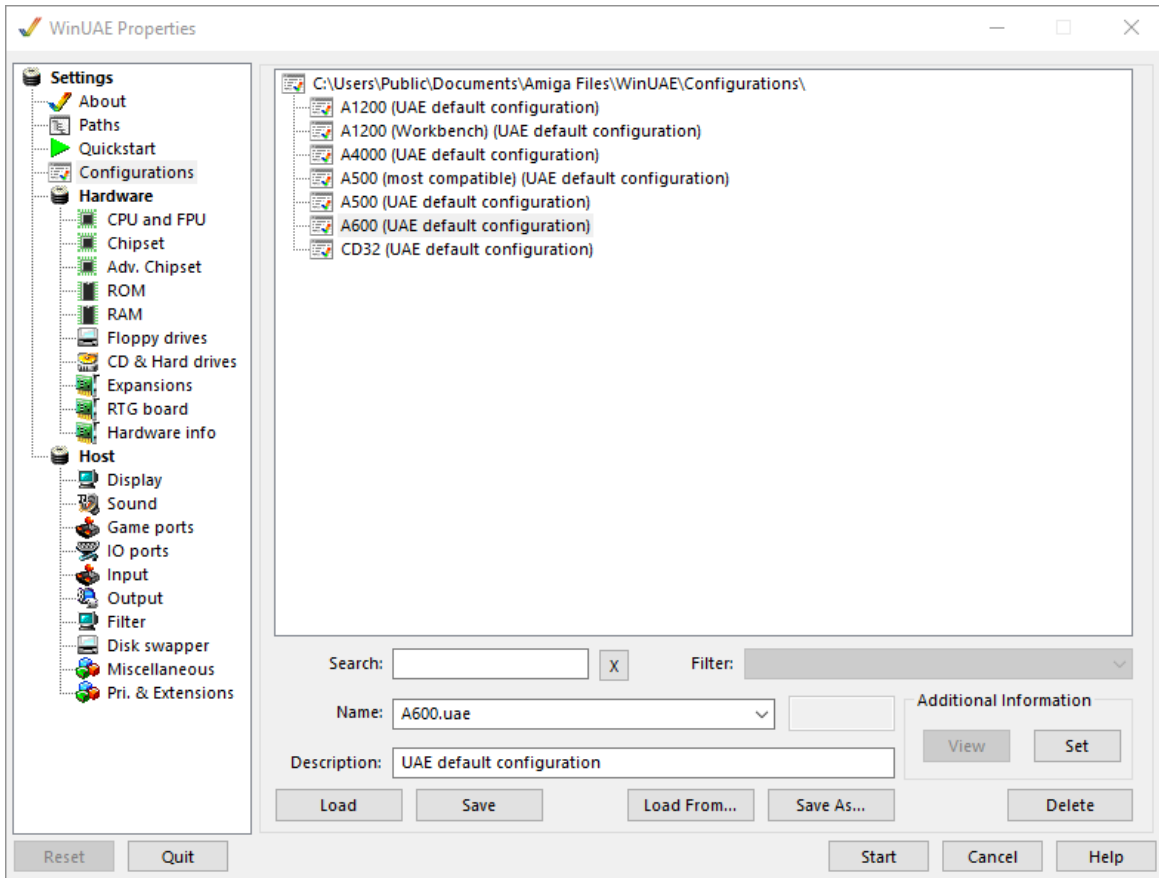 WinUAE Properties
Settings
About
Paths
Quickstart
Configurations
Hardware
CPU and FPU
Chipset
Adv. Chipset
ROM
RAM
Floppy drives
CD & Hard drives
Expansions
RTG board
Hardware info
Host
Display
Sound
Game ports
IO ports
Input
Output
Filter
Disk swapper
Miscellaneous
Pri. & Extensions
C:\Users\Public\Documents\Amiga Files\WinUAE\Configurations\
A1200 (UAE default configuration)
A1200 (Workbench) (UAE default configuration)
A4000 (UAE default configuration)
A500 (most compatible) (UAE default configuration)
A500 (UAE default configuration)
A600 (UAE default configuration)
CD32 (UAE default configuration)
Search: X Filter:
Name: A600.uae
Description: UAE default configuration
Additional Information
View Set
Load Save Load From... Save As... Delete
Reset Quit Start Cancel Help